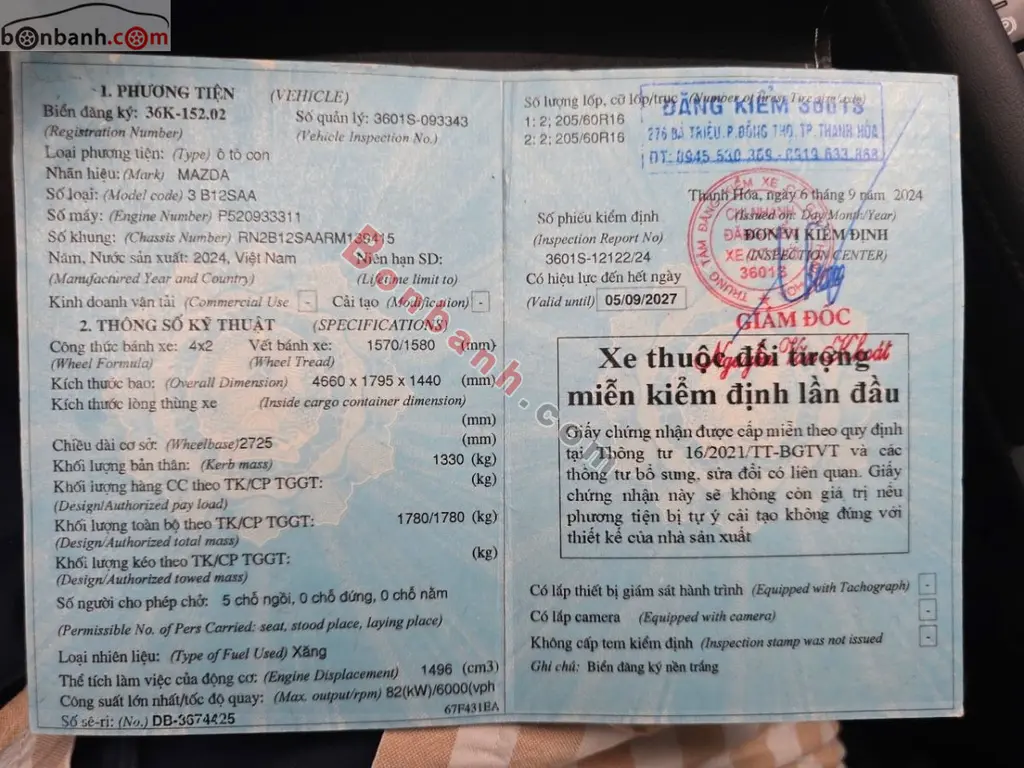 bonbanh.com
1. PHƯƠNG TIỆN (VEHICLE)
Biển đăng ký: 36K-152.02 Số quản lý: 3601S-093343
(Registration Number) (Vehicle Inspection No.)
Loại phương tiện: (Type) ô tô con
Nhãn hiệu: (Mark) MAZDA
Số loại: (Model code) 3 B12SAA
Số máy: (Engine Number) P520933311
Số khung: (Chassis Number) RN2B12SAARM139415
Năm, Nước sản xuất: 2024, Việt Nam Niên hạn SD:
(Manufactured Year and Country) (Lifetime limit to)
Kinh doanh vận tải (Commercial Use - Cải tạo (Modification) -
2. THÔNG SỐ KỸ THUẬT (SPECIFICATIONS)
Công thức bánh xe: 4x2 Vết bánh xe: 1570/1580 (mm)
(Wheel Formula) (Wheel Tread)
Kích thước bao: (Overall Dimension) 4660 x 1795 x 1440 (mm)
Kích thước lòng thùng xe (Inside cargo container dimension)
(mm)
Chiều dài cơ sở: (Wheelbase)2725 (mm)
Khối lượng bản thân: (Kerb mass) 1330 (kg)
Khối lượng hàng CC theo TK/CP TGGT: (kg)
(Design/Authorized pay load)
Khối lượng toàn bộ theo TK/CP TGGT: 1780/1780 (kg)
(Design/Authorized total mass)
Khối lượng kéo theo TK/CP TGGT: (kg)
(Design/Authorized towed mass)
Số người cho phép chở: 5 chỗ ngồi, 0 chỗ đứng, 0 chỗ nằm
(Permissible No. of Pers Carried: seat, stood place, laying place)
Loại nhiên liệu: (Type of Fuel Used) Xăng
Thể tích làm việc của động cơ: (Engine Displacement) 1496 (cm3)
Công suất lớn nhất/tốc độ quay: (Max. output/rpm) 82(kW)/6000(vph
67F431EA
Số sê-ri: (No.) DB-3674425
Số lượng lốp, cỡ lốp/trục (Number of
1: 2; 205/60R16
2: 2; 205/60R16
ĐĂNG KIỂM 3601S
276 BÀ TRIỆU, P. ĐÔNG THỌ, TP. THANH HÓA
ĐT: 0945 530 369 - 0919 633 868
Thanh Hóa, ngày 6 tháng 9 năm 2024
(Issued on: Day/Month/Year)
Số phiếu kiểm định ĐƠN VỊ KIỂM ĐỊNH
(Inspection Report No) (INSPECTION CENTER)
3601S-12122/24
Có hiệu lực đến hết ngày
(Valid until) 05/09/2027
TRUNG TÂM ĐĂNG KIỂM XE
CHI NHÁNH
3601S
GIÁM ĐỐC
Xe thuộc đối tượng
miễn kiểm định lần đầu
Giấy chứng nhận được cấp miễn theo quy định
tại Thông tư 16/2021/TT-BGTVT và các
thông tư bổ sung, sửa đổi có liên quan. Giấy
chứng nhận này sẽ không còn giá trị nếu
phương tiện bị tự ý cải tạo không đúng với
thiết kế của nhà sản xuất
Có lắp thiết bị giám sát hành trình (Equipped with Tachograph) -
Có lắp camera (Equipped with camera) -
Không cấp tem kiểm định (Inspection stamp was not issued -
Ghi chú: Biển đăng ký nền trắng
Bonbanh.com